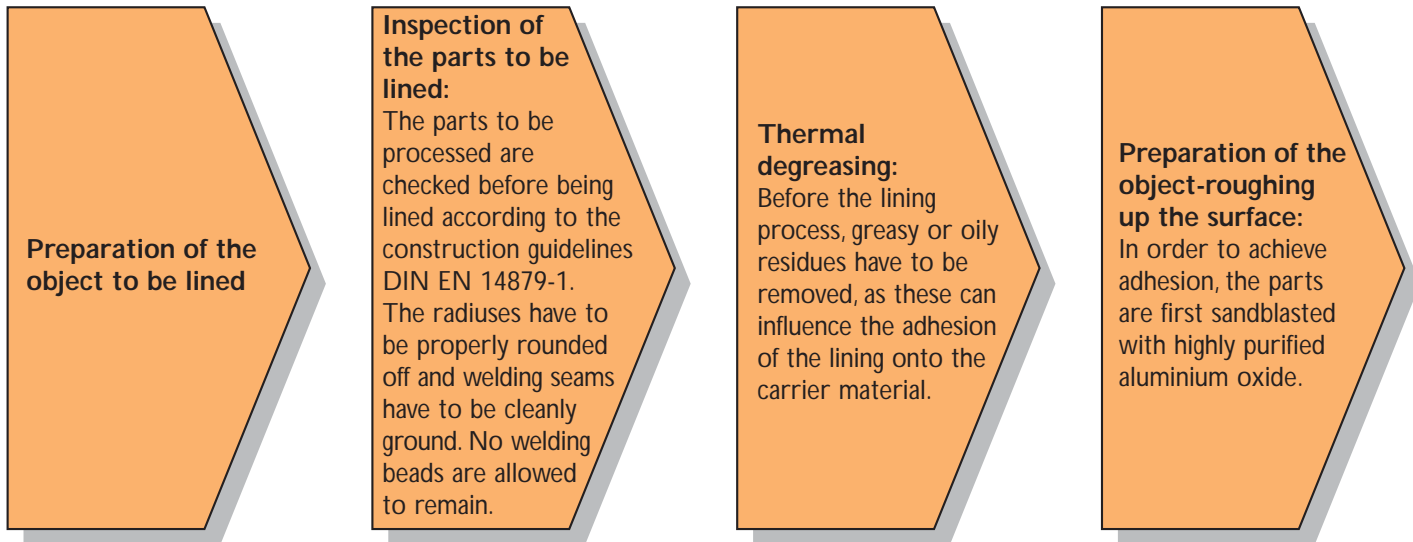 Preparation of the
object to be lined
Inspection of
the parts to be
lined:
The parts to be
processed are
checked before being
lined according to the
construction guidelines
DIN EN 14879-1.
The radiuses have to
be properly rounded
off and welding seams
have to be cleanly
ground. No welding
beads are allowed
to remain.
Thermal
degreasing:
Before the lining
process, greasy or oily
residues have to be
removed, as these can
influence the adhesion
of the lining onto the
carrier material.
Preparation of the
object-roughing
up the surface:
In order to achieve
adhesion, the parts
are first sandblasted
with highly purified
aluminium oxide.